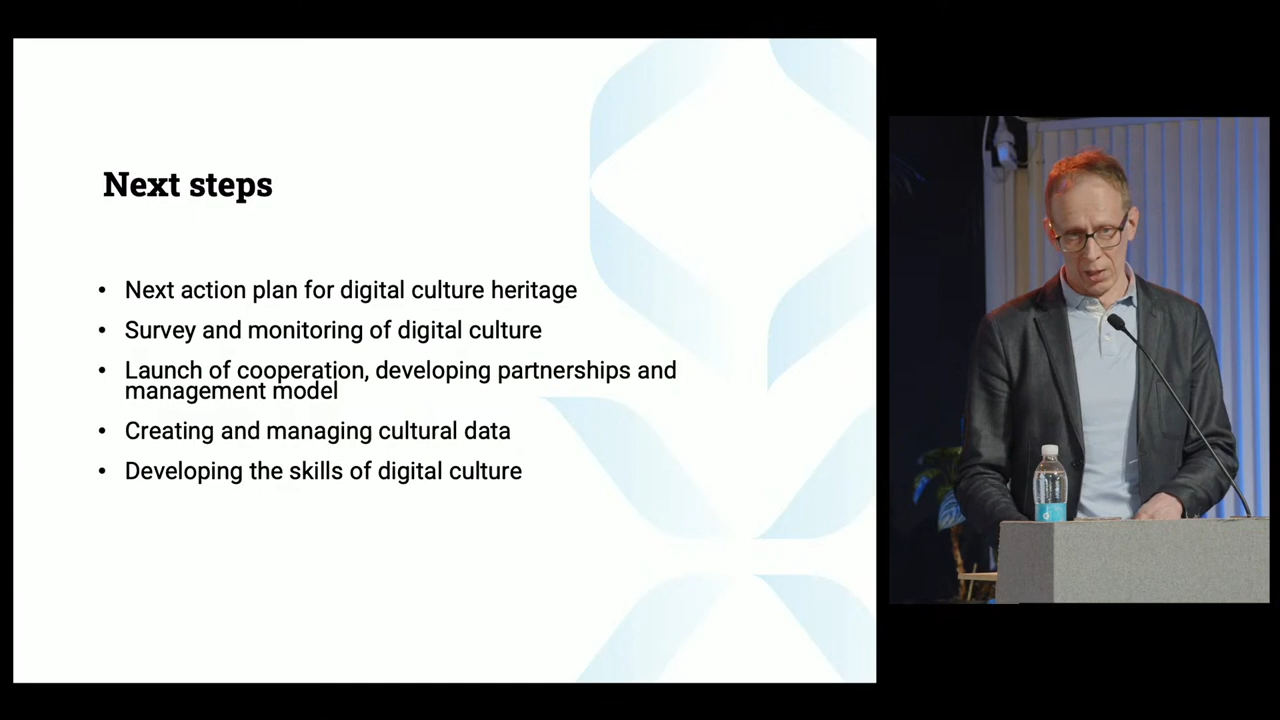 Next steps
• Next action plan for digital culture heritage
• Survey and monitoring of digital culture
• Launch of cooperation, developing partnerships and
management model
• Creating and managing cultural data
• Developing the skills of digital culture